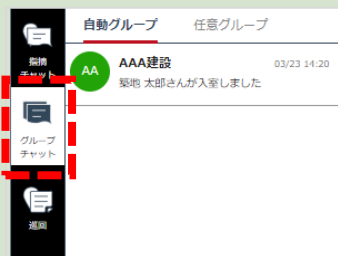 自動グループ
任意グループ
指摘
チャット
AA
AAA建設
03/23 14:20
築地 太郎さんが入室しました
グループ
チャット
巡回